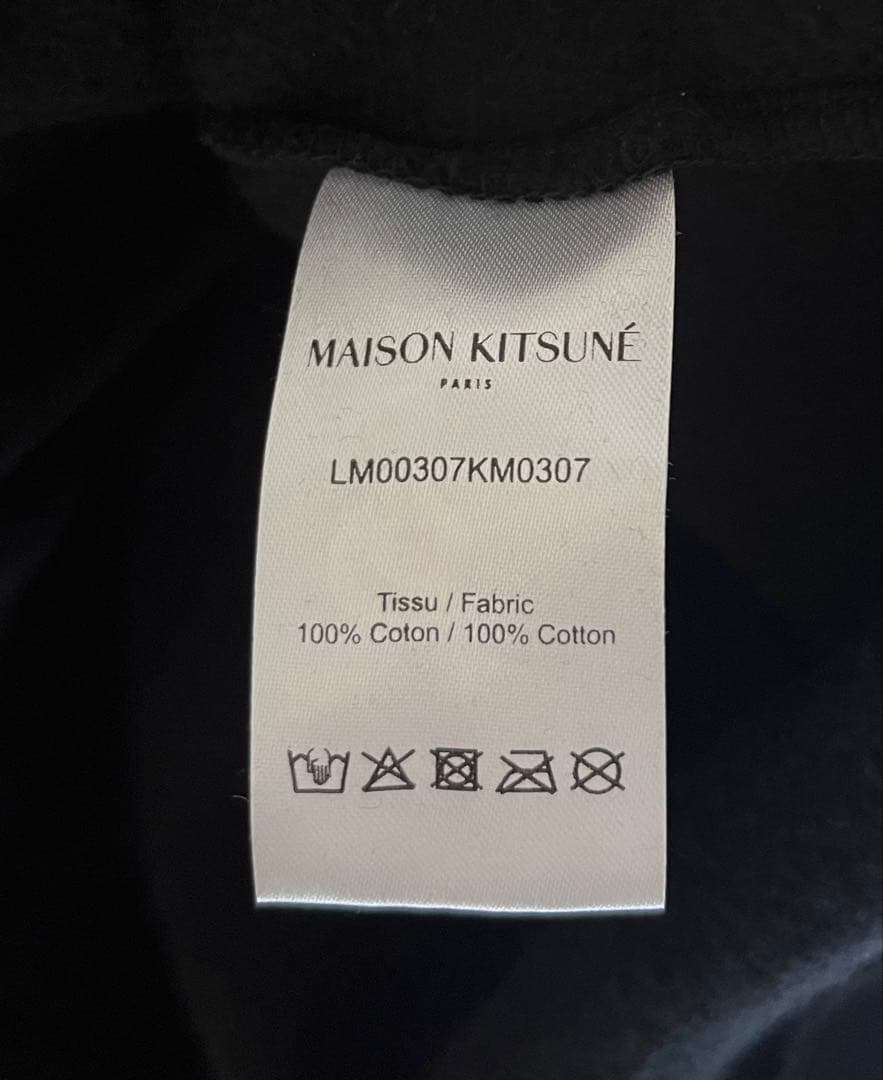 MAISON KITSUNÉ
PARIS
LM00307KM0307
Tissu / Fabric
100% Coton / 100% Cotton